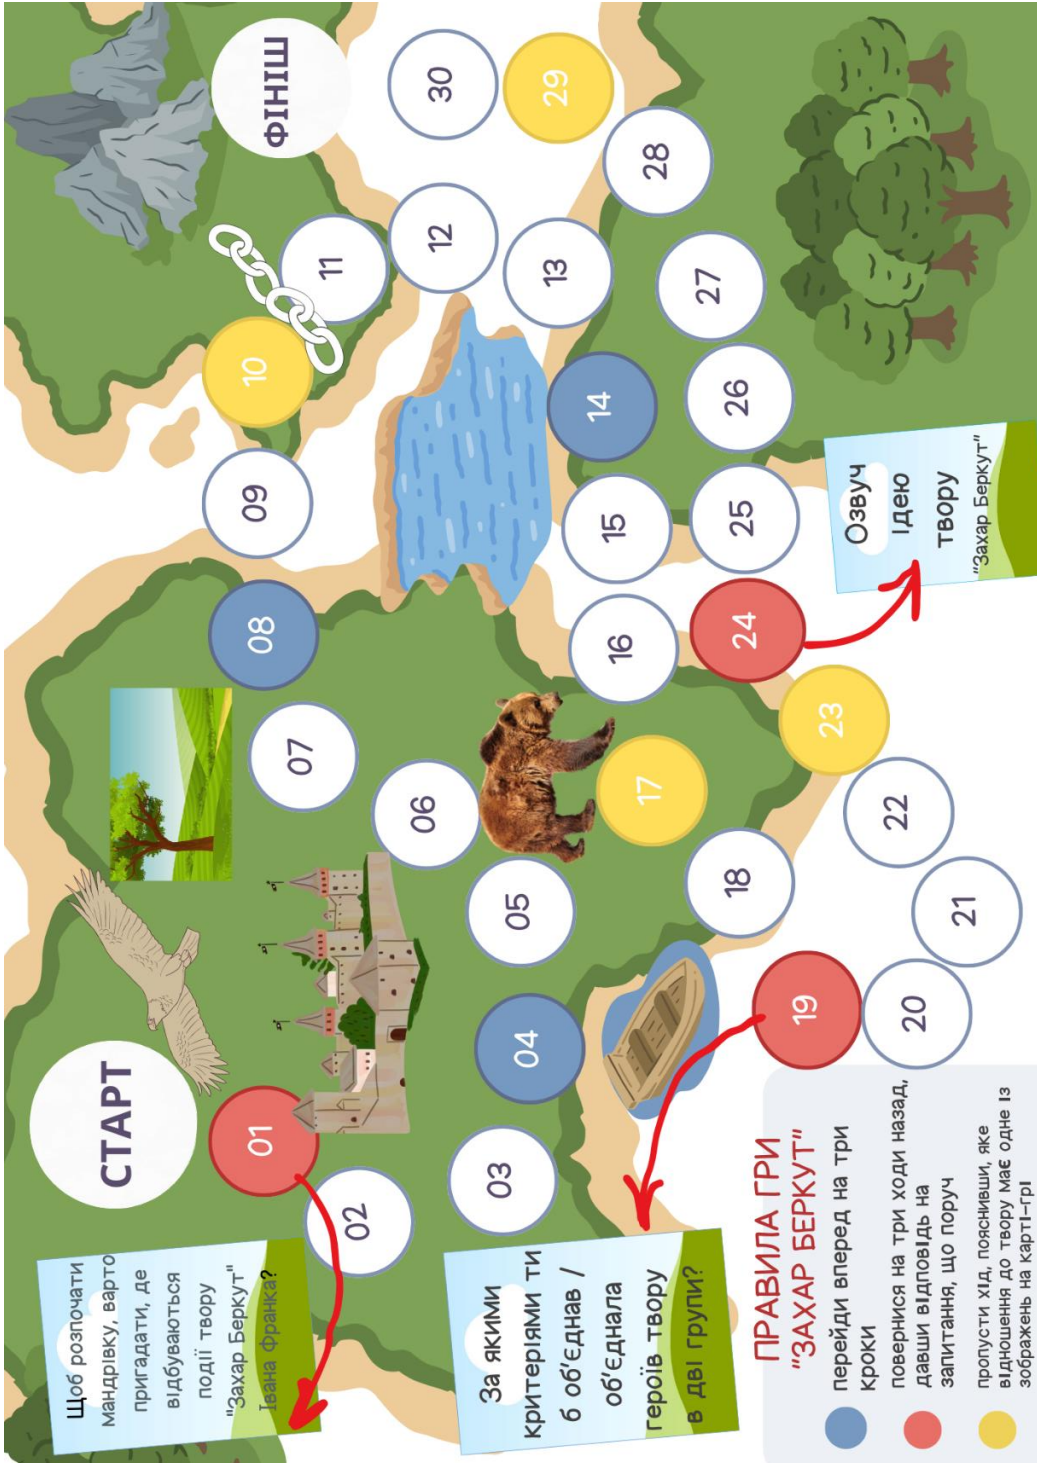 СТАРТ
Щоб розпочати
мандрівку, варто
пригадати, де
відбуваються
події твору
"Захар Беркут"
Івана Франка?
01
02
03
04
05
06
07
08
09
10
11
12
13
14
15
16
17
18
19
20
21
22
23
24
25
26
27
28
29
30
ФІНІШ
За якими
критеріями ти
б об'єднав /
об'єднала
героїв твору
в дві групи?
Озвуч
ідею
твору
"Захар Беркут"
ПРАВИЛА ГРИ
"ЗАХАР БЕРКУТ"
перейди вперед на три
кроки
повернися на три ходи назад,
давши відповідь на
запитання, що поруч
пропусти хід, пояснивши, яке
відношення до твору має одне із
зображень на карті-грі